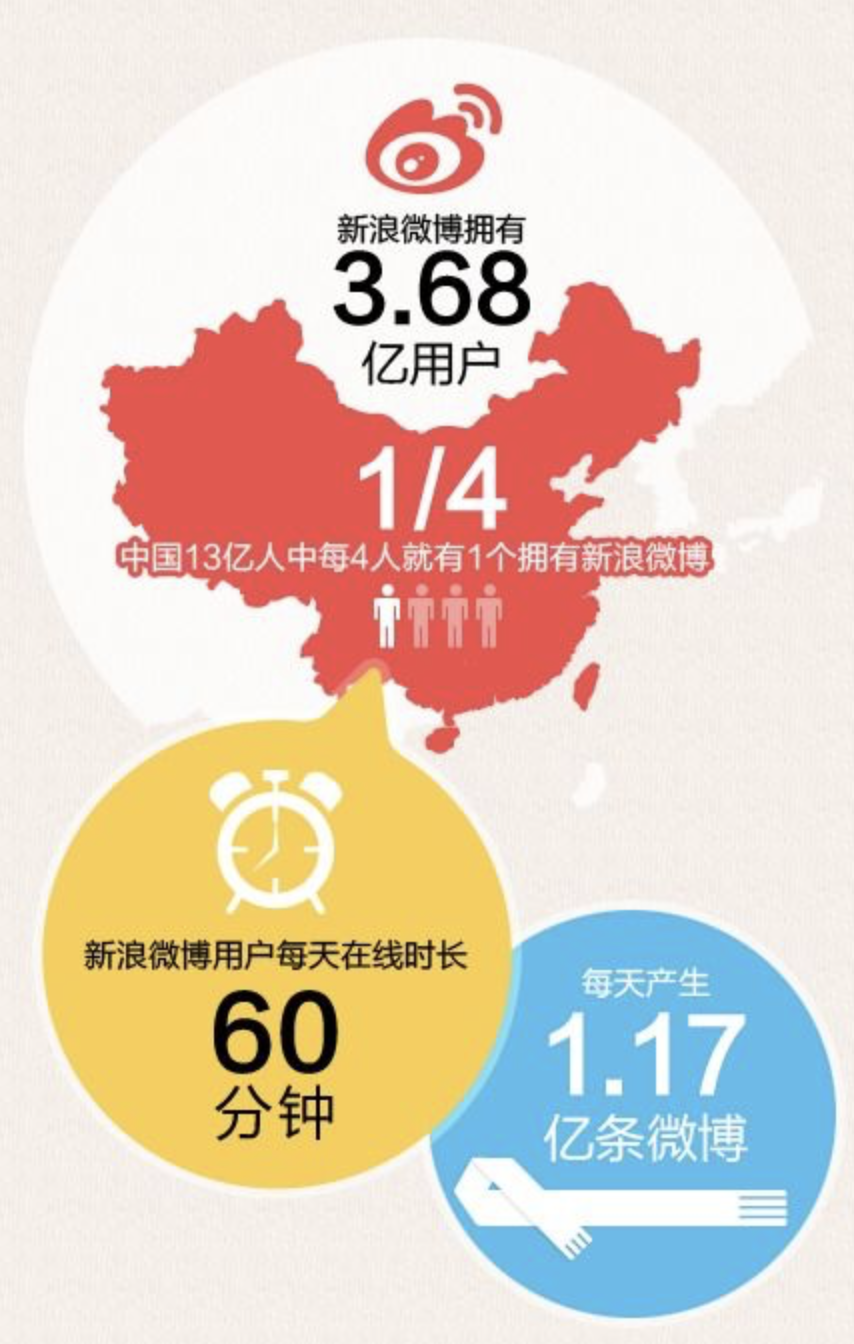 新浪微博拥有
3.68
亿用户
1/4
中国13亿人中每4人就有1个拥有新浪微博
新浪微博用户每天在线时长
60
分钟
每天产生
1.17
亿条微博